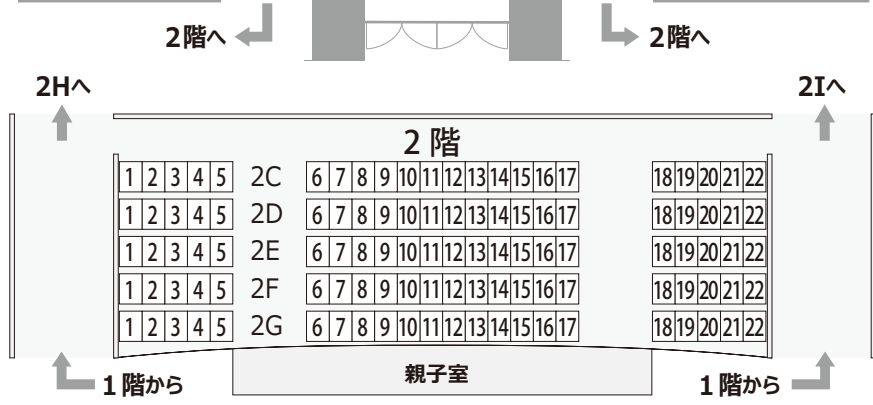 2階へ 2階へ
2Hへ 2Iへ
2 階
1 2 3 4 5 2C 6 7 8 9 10 11 12 13 14 15 16 17 18 19 20 21 22
1 2 3 4 5 2D 6 7 8 9 10 11 12 13 14 15 16 17 18 19 20 21 22
1 2 3 4 5 2E 6 7 8 9 10 11 12 13 14 15 16 17 18 19 20 21 22
1 2 3 4 5 2F 6 7 8 9 10 11 12 13 14 15 16 17 18 19 20 21 22
1 2 3 4 5 2G 6 7 8 9 10 11 12 13 14 15 16 17 18 19 20 21 22
1 階から 親子室 1 階から